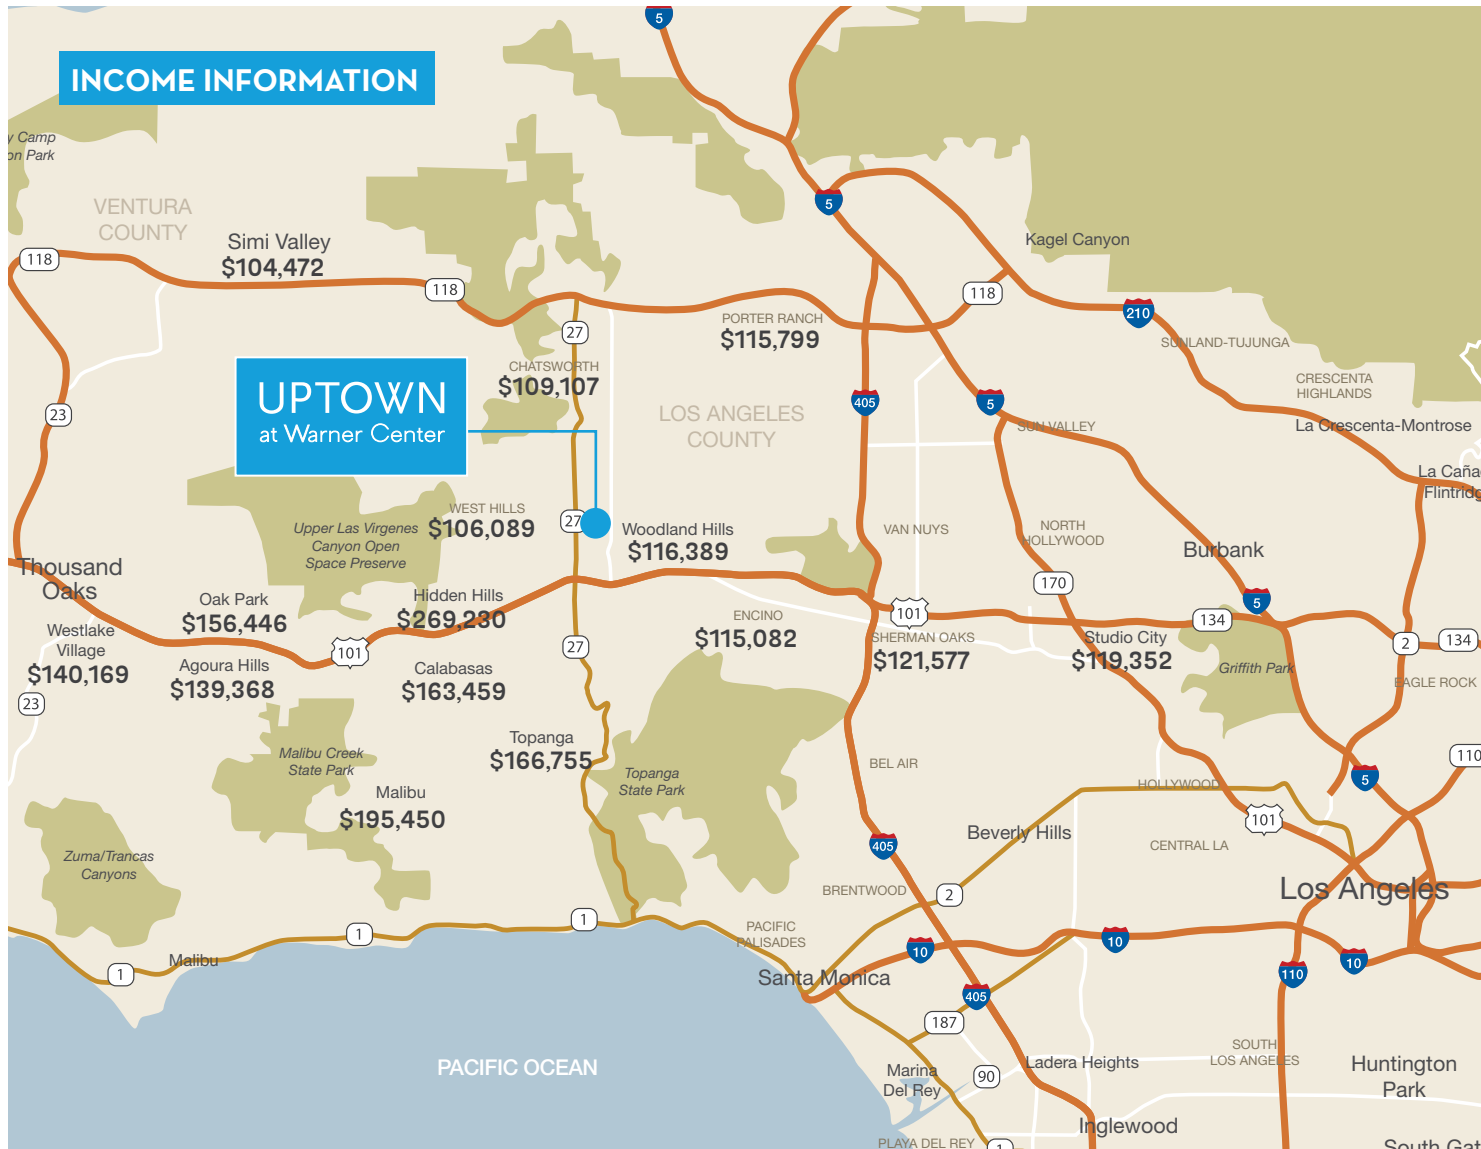 5
INCOME INFORMATION
y Camp
on Park
VENTURA
COUNTY
5
Simi Valley
$104,472
Kagel Canyon
118
118
118
210
PORTER RANCH
$115,799
27
SUNLAND-TUJUNGA
CHATSWORTH
$109,107
CRESCENTA
HIGHLANDS
UPTOWN
at Warner Center
23
LOS ANGELES
COUNTY
405
5
SUN VALLEY
La Crescenta-Montrose
La Caña
Flintridg
WEST HILLS
$106,089
27
Upper Las Virgenes
Canyon Open
Space Preserve
Woodland Hills
$116,389
VAN NUYS
NORTH
HOLLYWOOD
Burbank
Thousand
Oaks
170
5
Oak Park
$156,446
Hidden Hills
$269,230
ENCINO
$115,082
101
134
Westlake
Village
$140,169
101
27
SHERMAN OAKS
$121,577
Studio City
$119,352
2
134
Agoura Hills
$139,368
Calabasas
$163,459
Griffith Park
EAGLE ROCK
23
Topanga
$166,755
Malibu Creek
State Park
BEL AIR
110
Topanga
State Park
HOLLYWOOD
5
Malibu
$195,450
101
Beverly Hills
405
CENTRAL LA
Zuma/Trancas
Canyons
BRENTWOOD
2
Los Angeles
1
1
PACIFIC
PALISADES
10
10
10
Malibu
1
Santa Monica
110
405
187
PACIFIC OCEAN
Marina
Del Rey
90
Ladera Heights
SOUTH
LOS ANGELES
Huntington
Park
Inglewood
PLAYA DEL REY
1
South Gat